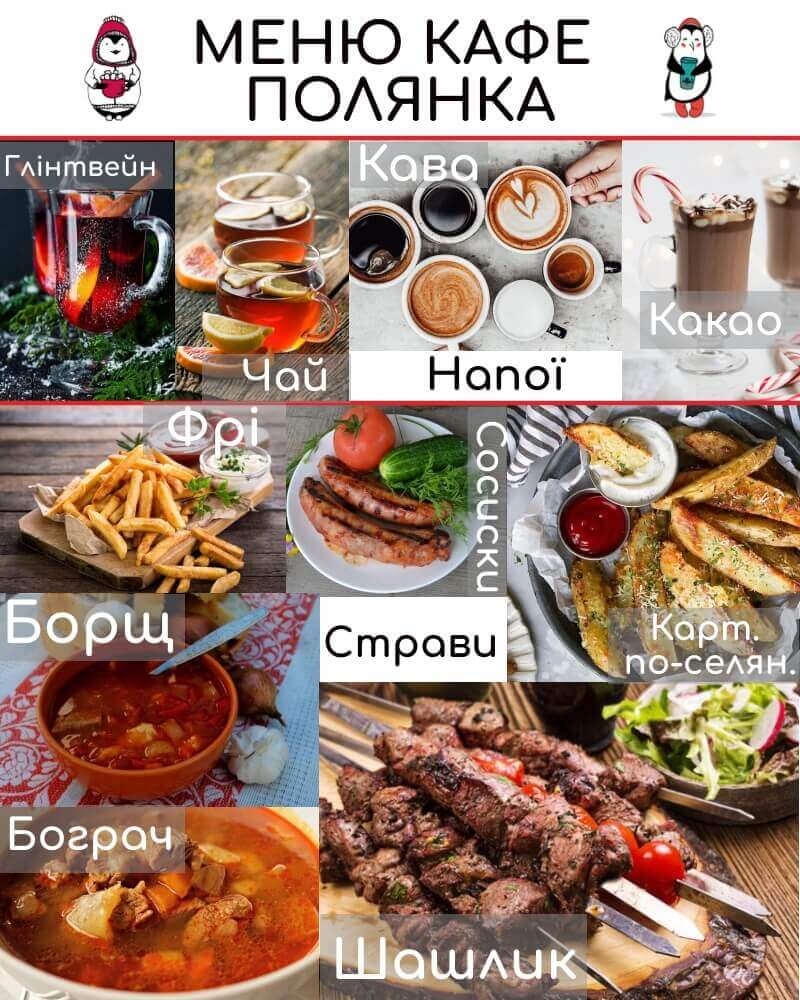 МЕНЮ КАФЕ
ПОЛЯНКА
Глінтвейн
Чай
Кава
Какао
Напої
Фрі
Сосиски
Карт.
по-селян.
Борщ
Страви
Бограч
Шашлик